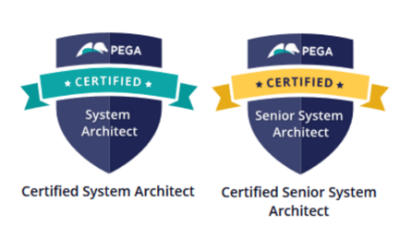 PEGA
★ CERTIFIED ★
System
Architect
Certified System Architect
PEGA
★ CERTIFIED ★
Senior System
Architect
Certified Senior System
Architect